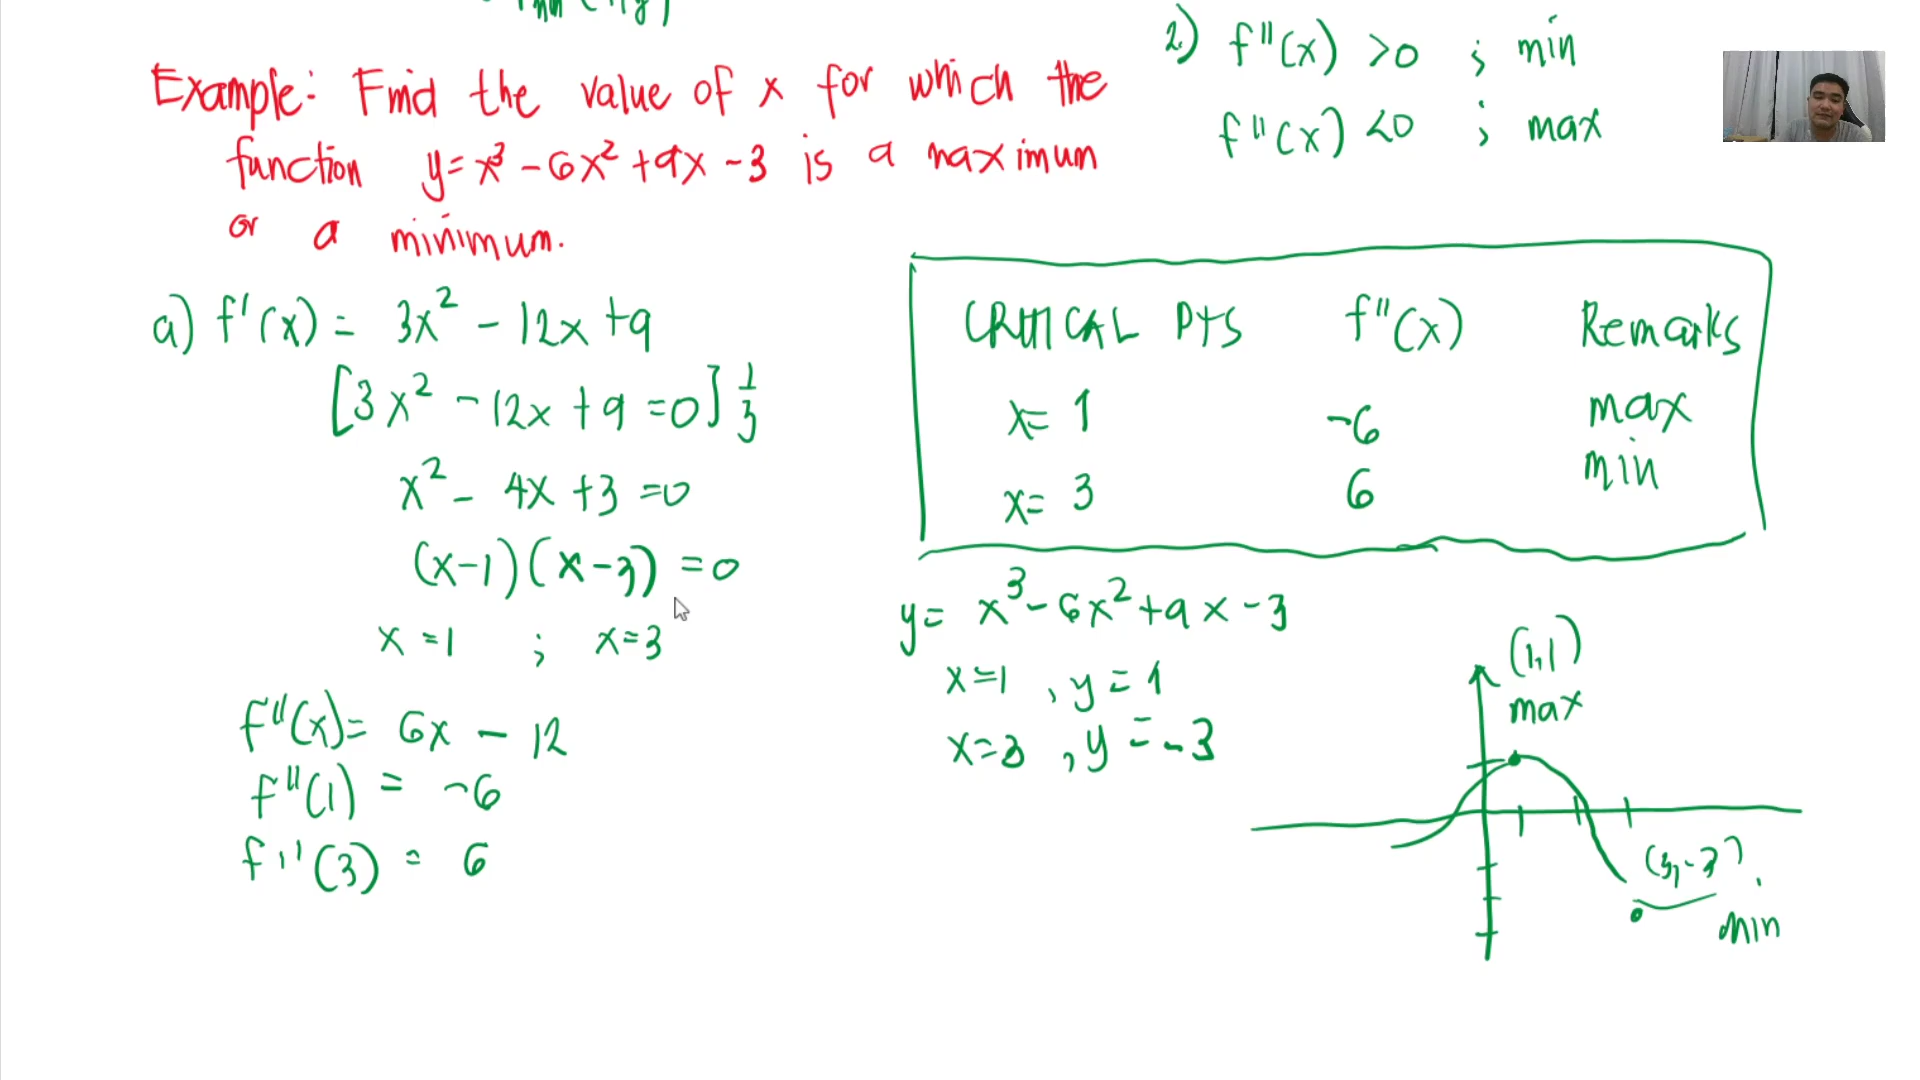 Example: Find the value of x for which the
function y = x³ - 6x² + 9x - 3 is a maximum
or a minimum.
a) f'(x) = 3x² - 12x + 9
[3x² - 12x + 9 = 0] 1/3
x² - 4x + 3 = 0
(x-1)(x-3) = 0
x = 1 ; x = 3
f''(x) = 6x - 12
f''(1) = -6
f''(3) = 6
2.) f''(x) >0 ; min
f''(x) <0 ; max
CRITICAL PTS f''(x) Remarks
x= 1 -6 max
x= 3 6 min
y= x³ - 6x² + 9x - 3
x=1 , y = 1
x=3 , y = -3
(1,1)
max
(3,-3)
min